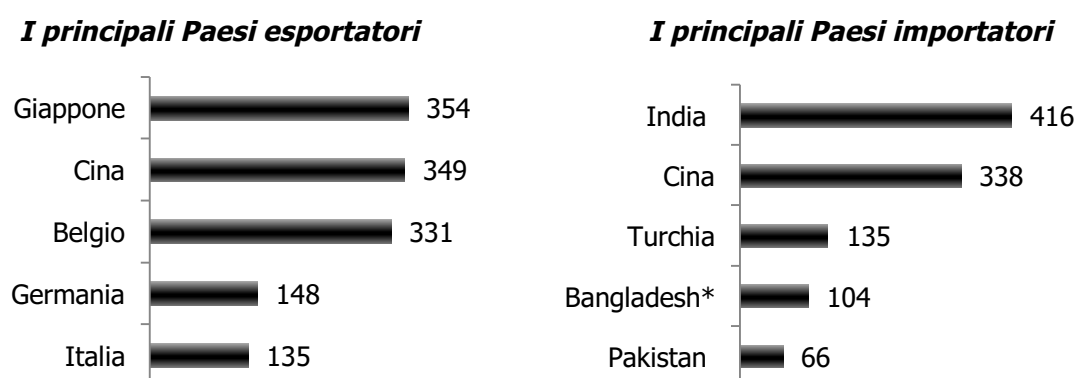 I principali Paesi esportatori
Giappone 354
Cina 349
Belgio 331
Germania 148
Italia 135
I principali Paesi importatori
India 416
Cina 338
Turchia 135
Bangladesh* 104
Pakistan 66